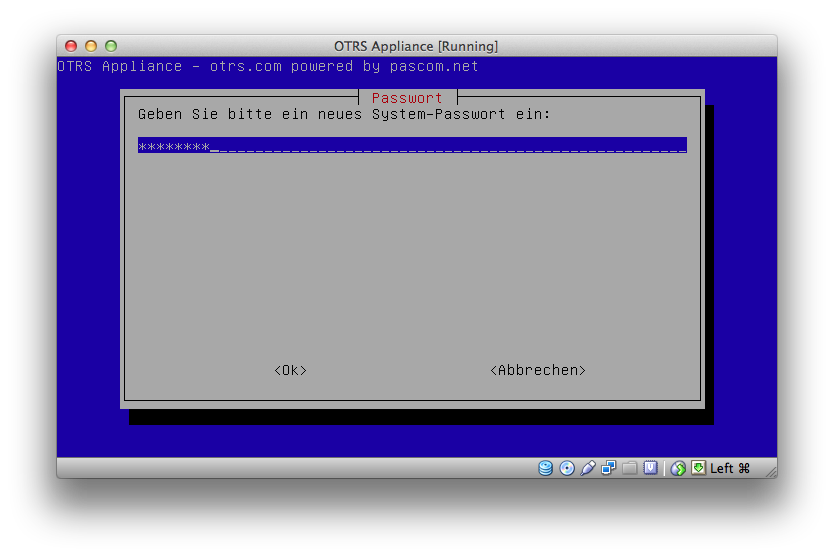 OTRS Appliance [Running]
OTRS Appliance - otrs.com powered by pascom.net
Passwort
Geben Sie bitte ein neues System-Passwort ein:
********_
<Ok> <Abbrechen>
Left ⌘